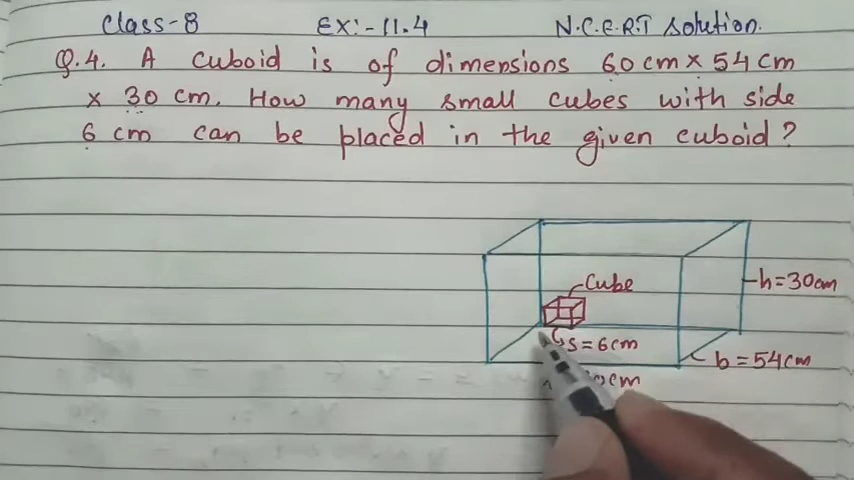 Class-8 EX:-11.4 N.C.E.R.T solution.
Q.4. A cuboid is of dimensions 60 cm x 54 cm
x 30 cm. How many small cubes with side
6 cm can be placed in the given cuboid?
Cube
h=30cm
s=6cm
b=54cm
0cm